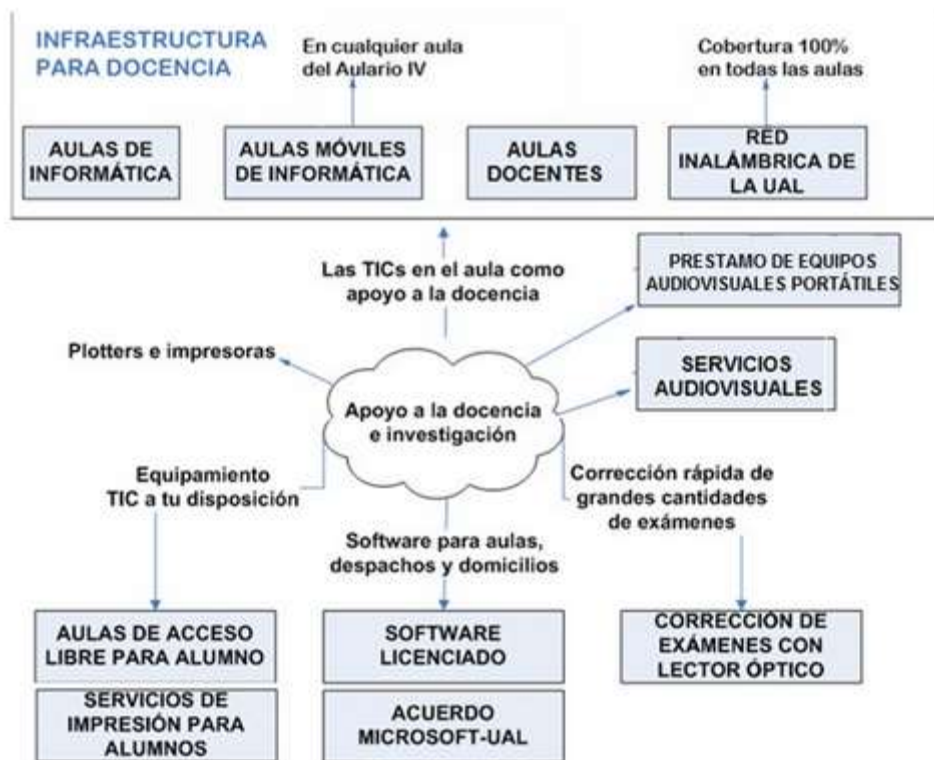 INFRAESTRUCTURA
PARA DOCENCIA
En cualquier aula
del Aulario IV
Cobertura 100%
en todas las aulas
AULAS DE
INFORMÁTICA
AULAS MÓVILES
DE INFORMÁTICA
AULAS
DOCENTES
RED
INALÁMBRICA DE
LA UAL
Las TICs en el aula como
apoyo a la docencia
PRESTAMO DE EQUIPOS
AUDIOVISUALES PORTÁTILES
Plotters e impresoras
SERVICIOS
AUDIOVISUALES
Apoyo a la docencia
e investigación
Equipamiento
TIC a tu disposición
Corrección rápida de
grandes cantidades
de exámenes
Software para aulas,
despachos y domicilios
AULAS DE ACCESO
LIBRE PARA ALUMNO
SOFTWARE
LICENCIADO
CORRECCIÓN DE
EXÁMENES CON
LECTOR ÓPTICO
SERVICIOS DE
IMPRESIÓN PARA
ALUMNOS
ACUERDO
MICROSOFT-UAL